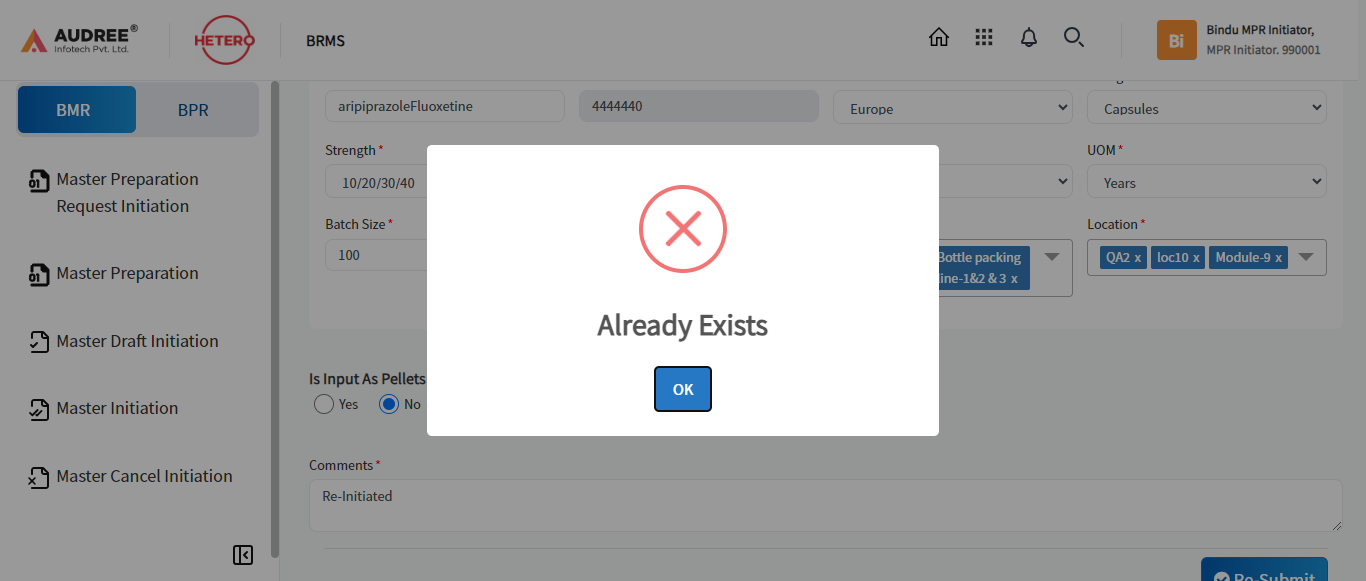 AUDREE®
Infotech Pvt. Ltd.
HETERO
BRMS
Bi
Bindu MPR Initiator,
MPR Initiator. 990001
BMR
BPR
Master Preparation
Request Initiation
Master Preparation
Master Draft Initiation
Master Initiation
Master Cancel Initiation
aripiprazoleFluoxetine
4444440
Europe
Capsules
Strength *
UOM *
10/20/30/40
Years
Batch Size *
Location *
100
Bottle packing
line-1&2 & 3 x
QA2 x
loc10 x
Module-9 x
Already Exists
OK
Is Input As Pellets
Yes
No
Comments *
Re-Initiated
Re-Submit